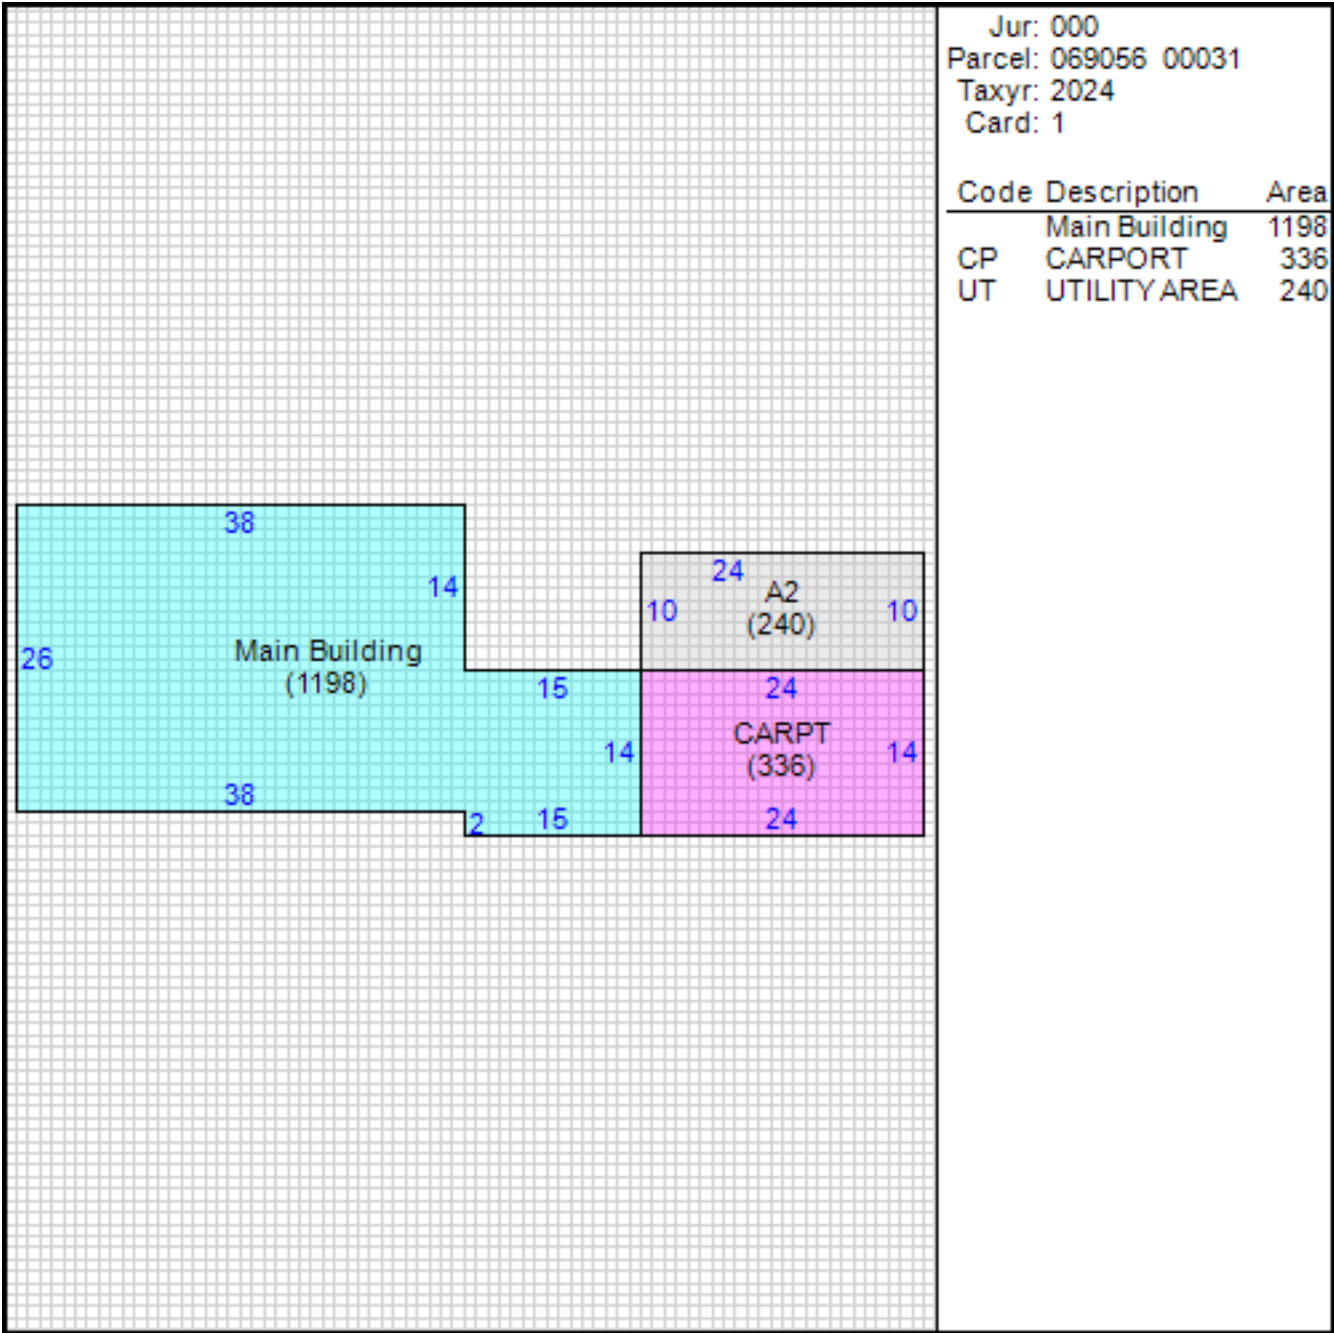 Jur: 000
Parcel: 069056 00031
Taxyr: 2024
Card: 1
Code Description Area
Main Building 1198
CP CARPORT 336
UT UTILITY AREA 240
38
14
26
Main Building
(1198)
38
2
15
15
14
24
10
A2
(240)
10
24
CARPT
(336)
14
24